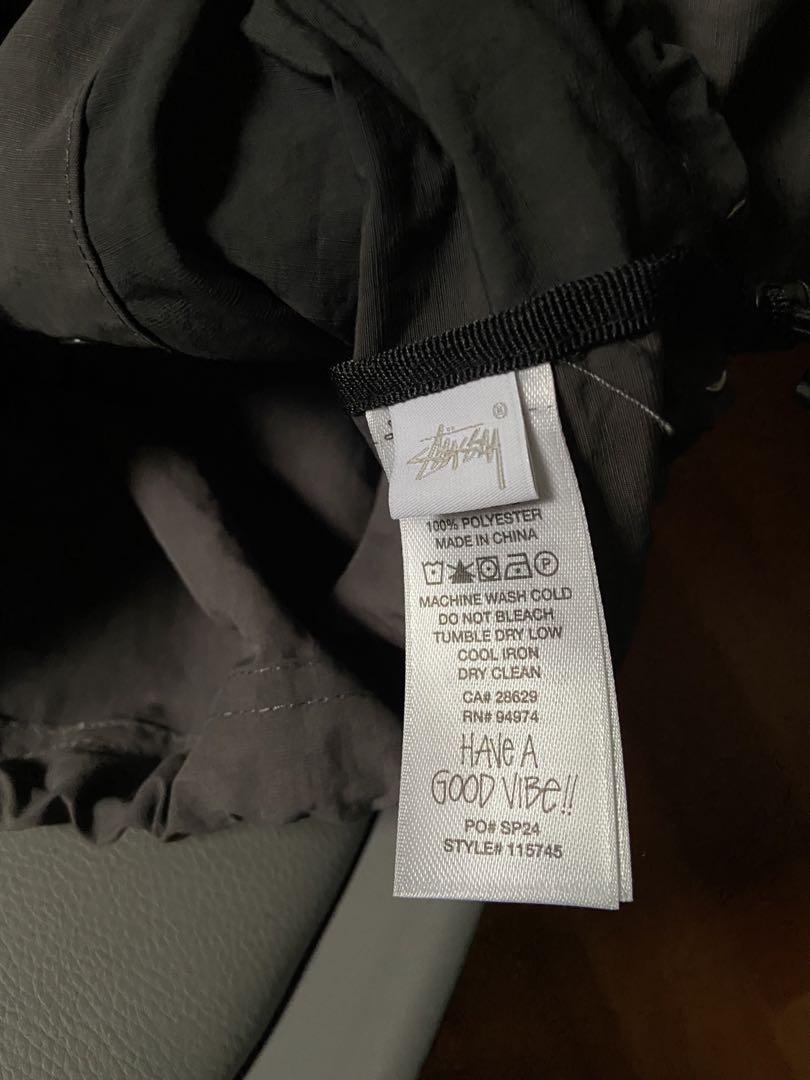 STÜSSY®
100% POLYESTER
MADE IN CHINA
P
MACHINE WASH COLD
DO NOT BLEACH
TUMBLE DRY LOW
COOL IRON
DRY CLEAN
CA# 28629
RN# 94974
HAVE A
GOOD VIBE!!
PO# SP24
STYLE# 115745